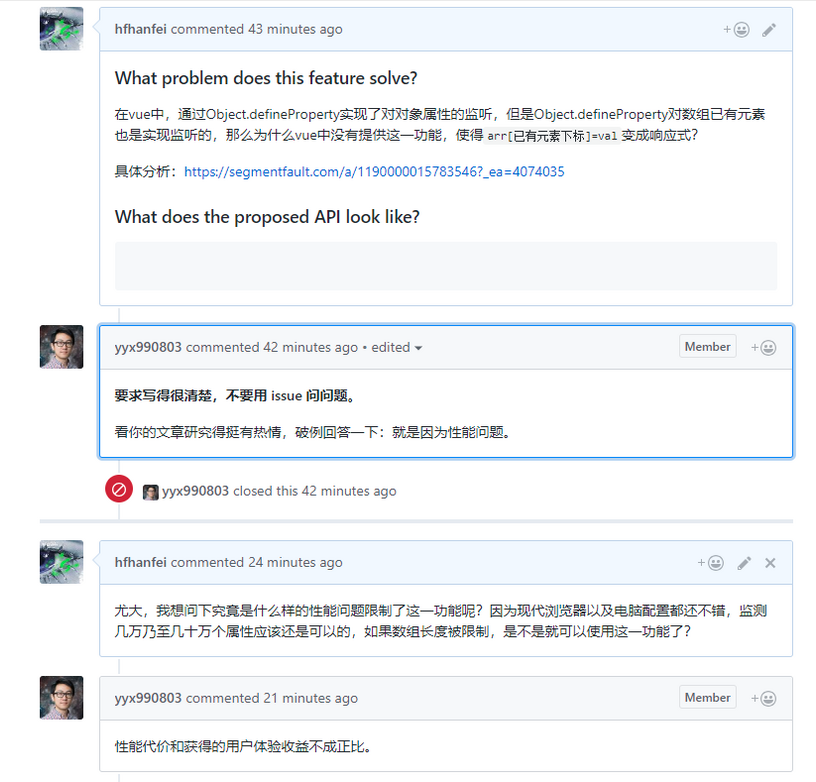 hfhanfei commented 43 minutes ago
What problem does this feature solve?
在vue中，通过Object.defineProperty实现了对对象属性的监听，但是Object.defineProperty对数组已有元素
也是实现监听的，那么为什么vue中没有提供这一功能，使得 arr[已有元素下标]=val 变成响应式？
具体分析：https://segmentfault.com/a/1190000015783546?_ea=4074035
What does the proposed API look like?
yyx990803 commented 42 minutes ago • edited
Member
要求写得很清楚，不要用 issue 问问题。
看你的文章研究得挺有热情，破例回答一下：就是因为性能问题。
yyx990803 closed this 42 minutes ago
hfhanfei commented 24 minutes ago
尤大，我想问下究竟是什么样的性能问题限制了这一功能呢？因为现代浏览器以及电脑配置都还不错，监测
几万乃至几十万个属性应该还是可以的，如果数组长度被限制，是不是就可以使用这一功能了？
yyx990803 commented 21 minutes ago
Member
性能代价和获得的用户体验收益不成正比。